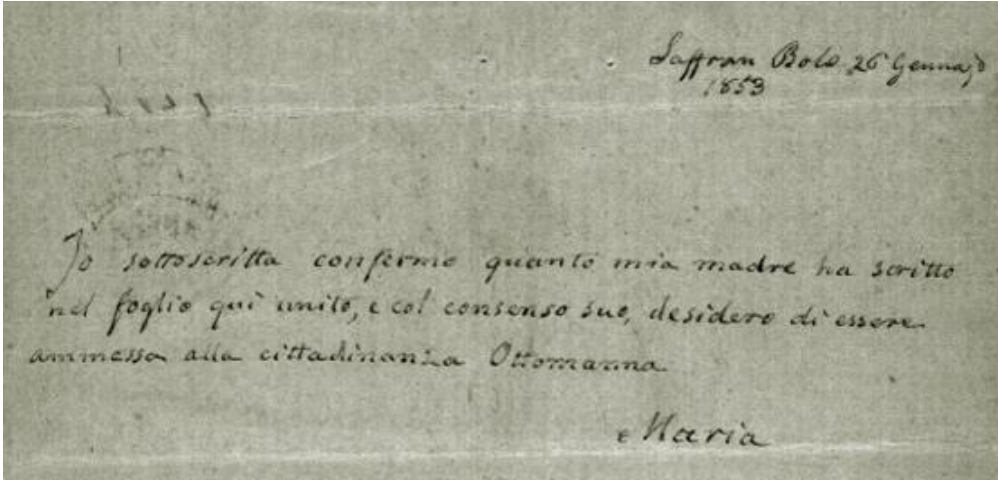 Saffran Bolo 26 Gennajo
1853
Jo sottoscritta confermo quanto mia madre ha scritto
nel foglio qui unito, e col consenso suo, desidero di essere
ammessa alla cittadinanza Ottomanna
Maria